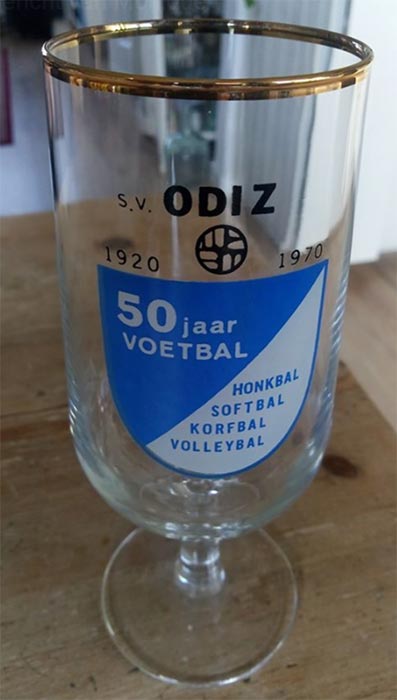 S.V. ODIZ
1920 1970
50 jaar
VOETBAL
HONKBAL
SOFTBAL
KORFBAL
VOLLEYBAL